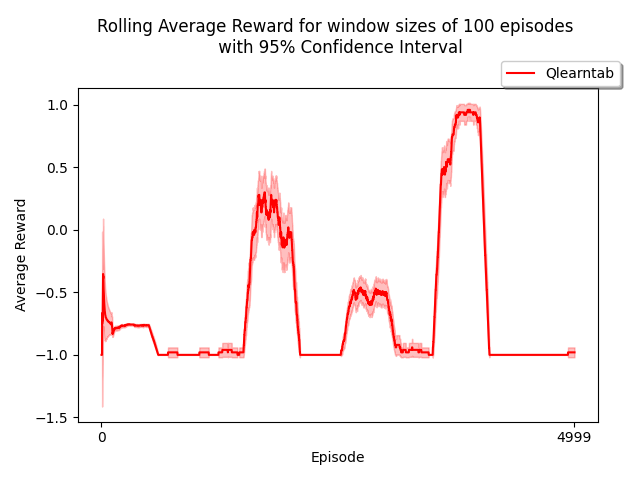 Rolling Average Reward for window sizes of 100 episodes
with 95% Confidence Interval
Qlearntab
1.0
0.5
0.0
−0.5
−1.0
−1.5
Average Reward
0
4999
Episode